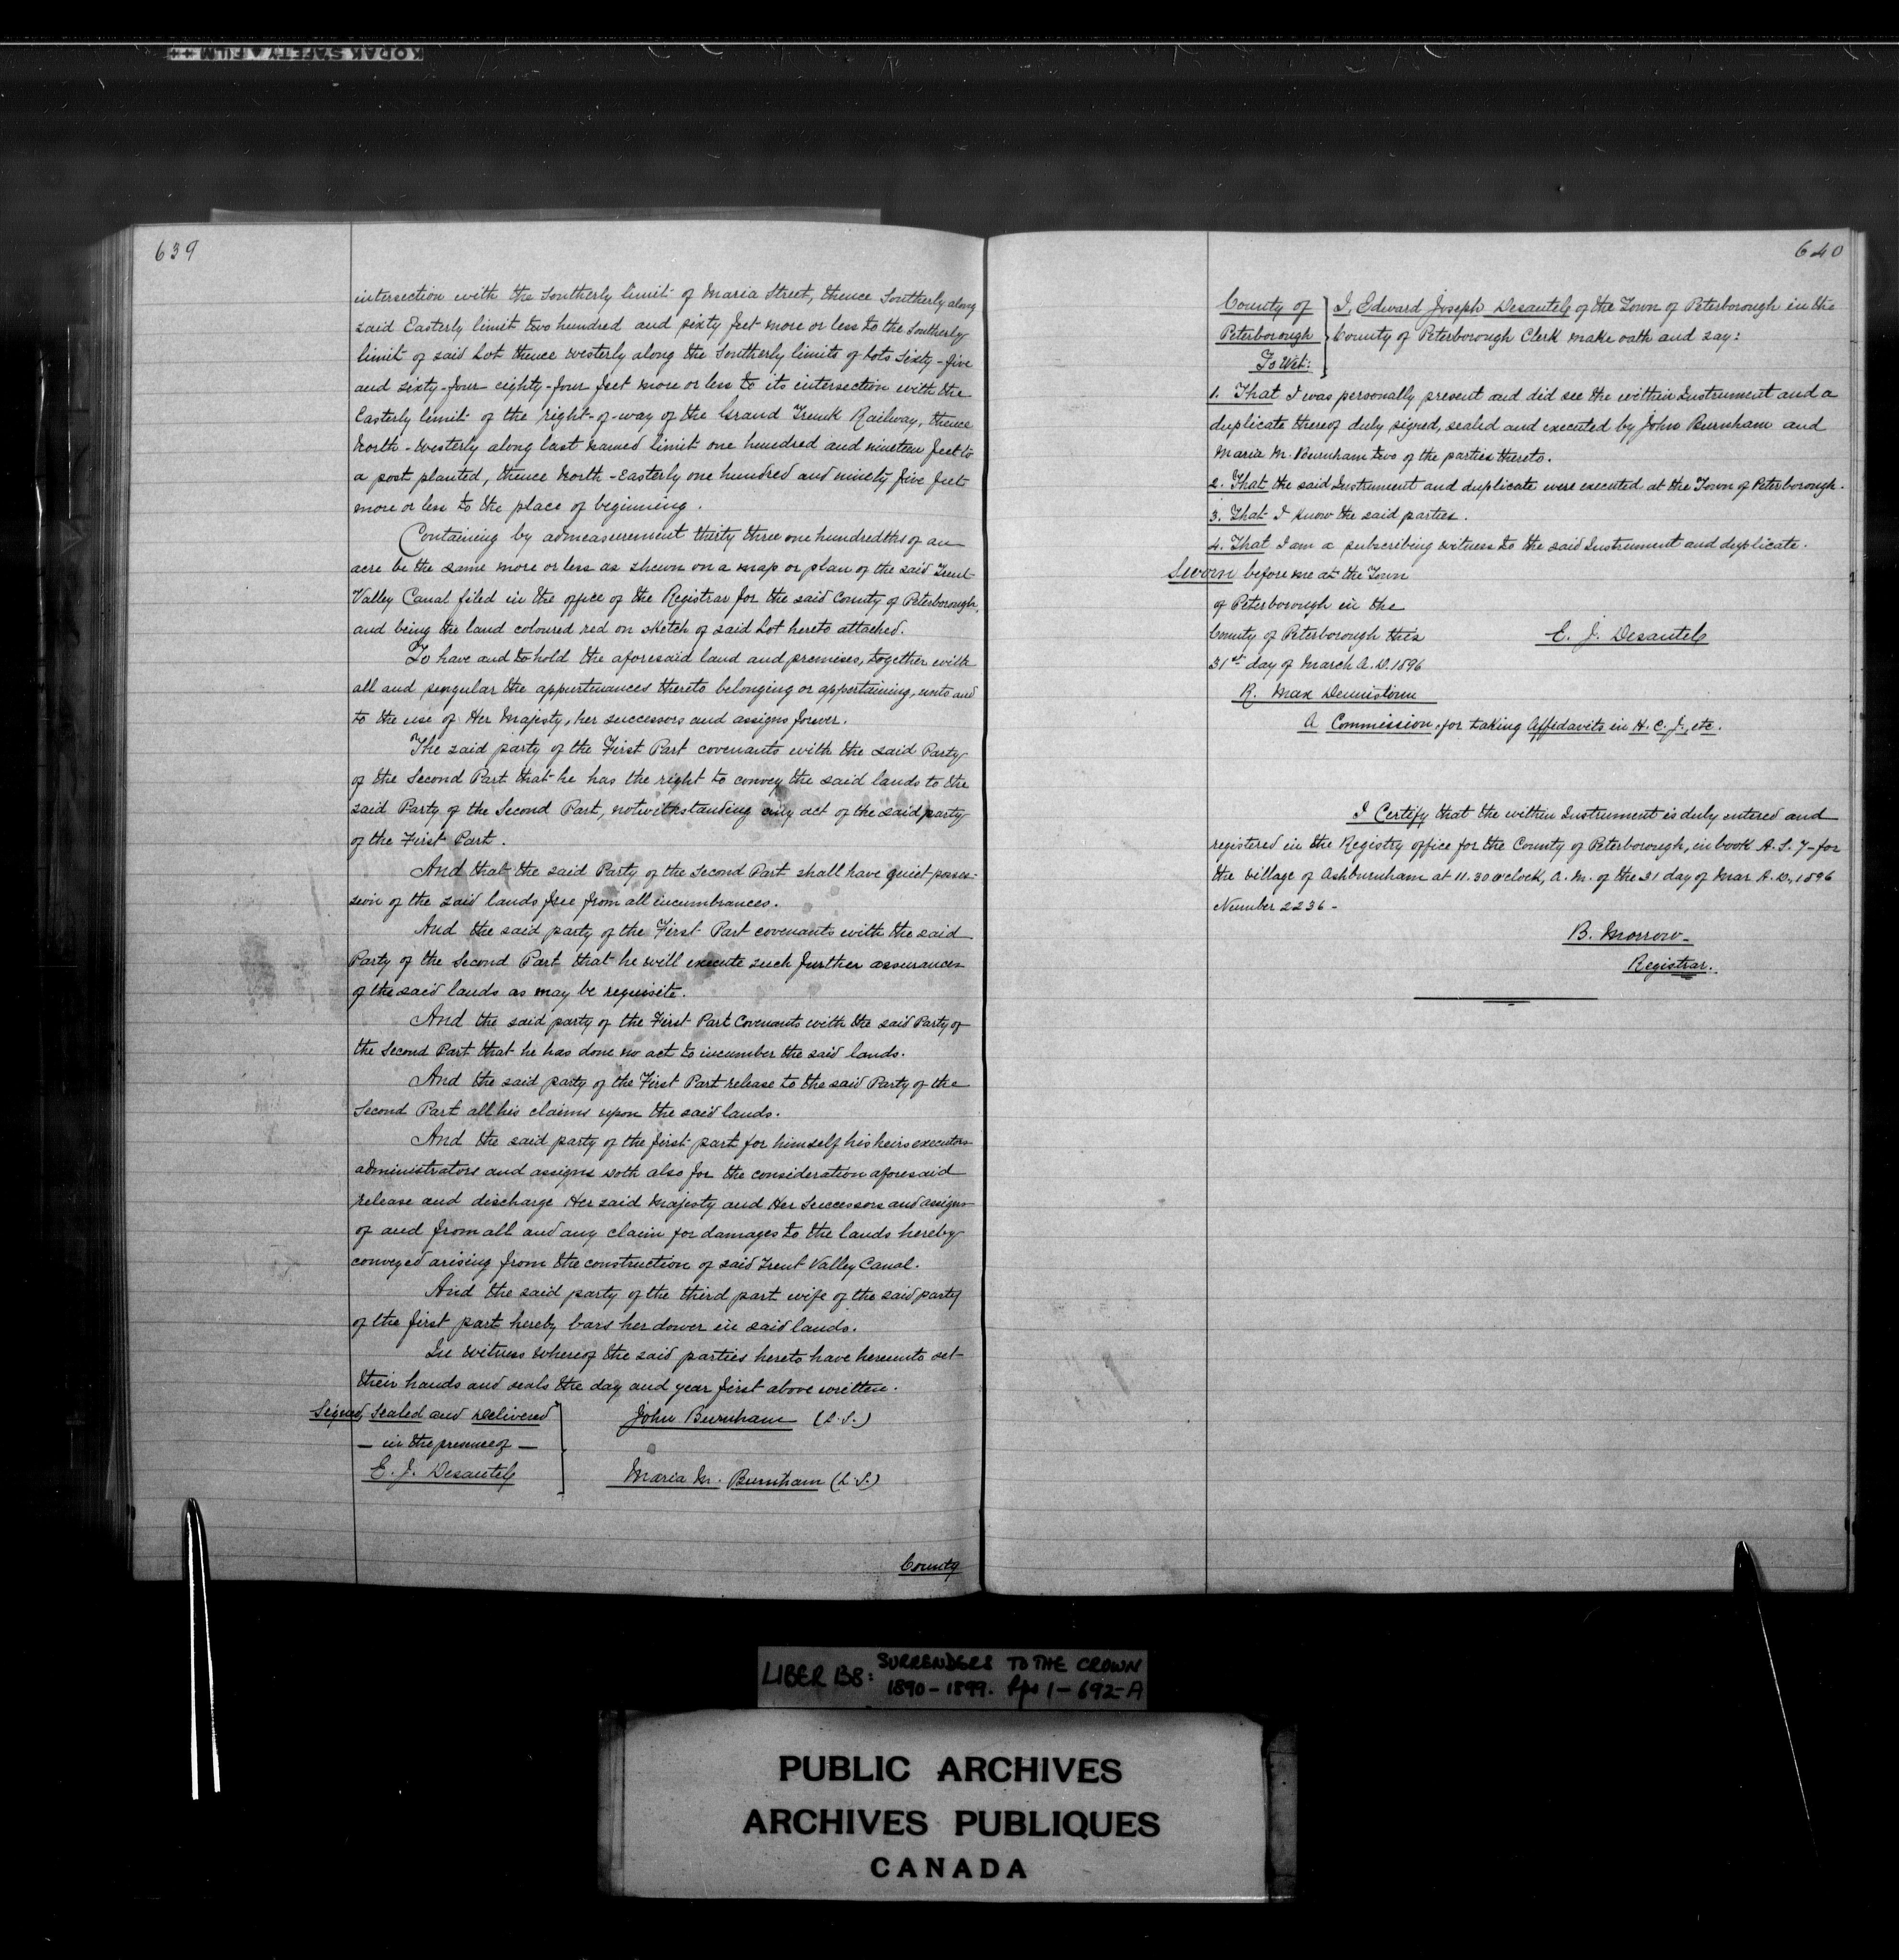 KODAK SAFETY FILM ++
639
intersection with the Southerly limit of Maria Street, thence Southerly along
said Easterly limit two hundred and sixty feet more or less to the Southerly
limit of said Lot thence Westerly along the Southerly limits of Lots Sixty-five
and sixty-four eighty-four feet more or less to its intersection with the
Easterly limit of the right-of-way of the Grand Trunk Railway, thence
North-Westerly along last named limit one hundred and nineteen feet to
a post planted, thence North-Easterly one hundred and ninety five feet
more or less to the place of beginning.
Containing by admeasurement thirty three one hundredths of an
acre be the same more or less as shewn on a map or plan of the said Trent
Valley Canal filed in the office of the Registrar for the said County of Peterborough,
and being the land coloured red on sketch of said Lot hereto attached.
To have and to hold the aforesaid land and premises, together with
all and singular the appurtenances thereto belonging or appertaining, unto and
to the use of Her Majesty, her successors and assigns forever.
The said party of the First Part covenants with the said Party
of the Second Part that he has the right to convey the said lands to the
said Party of the Second Part, notwithstanding any act of the said party
of the First Part.
And that the said Party of the Second Part shall have quiet posses-
sion of the said lands free from all incumbrances.
And the said party of the First Part covenants with the said
Party of the Second Part that he will execute such further assurances
of the said lands as may be requisite.
And the said party of the First Part Covenants with the said Party of
the Second Part that he has done no act to incumber the said lands.
And the said party of the First Part release to the said Party of the
Second Part all his claims upon the said lands.
And the said party of the first part for himself his heirs executors
administrators and assigns doth also for the consideration aforesaid
release and discharge Her said Majesty and Her Successors and assigns
of and from all and any claim for damages to the lands hereby
conveyed arising from the construction of said Trent Valley Canal.
And the said party of the third part wife of the said party
of the first part hereby bars her dower in said lands.
In Witness Whereof the said parties hereto have hereunto set
their hands and seals the day and year first above written.
Signed, Sealed and Delivered
— in the presence of —
E. J. Desautels
John Burnham (L.S.)
Maria M. Burnham (L.S.)
County
640
County of
Peterborough
To Wit:
I, Edward Joseph Desautels of the Town of Peterborough in the
County of Peterborough Clerk make oath and say:
1. That I was personally present and did see the within Instrument and a
duplicate thereof duly signed, sealed and executed by John Burnham and
Maria M. Burnham two of the parties thereto.
2. That the said Instrument and duplicate were executed at the Town of Peterborough.
3. That I know the said parties.
4. That I am a subscribing witness to the said Instrument and duplicate.
Sworn before me at the Town
of Peterborough in the
County of Peterborough this
31st day of March A.D. 1896
E. J. Desautels
R. Max Dennistoun
A Commission. for taking Affidavits in H. C. J., etc.
I Certify that the within Instrument is duly entered and
registered in the Registry office for the County of Peterborough, in book A. S. 7 - for
the Village of Ashburnham at 11.30 o'clock, A. M. of the 31 day of Mar A. D., 1896
Number 2236 -
B. Morrow -
Registrar.
LIBER B8: SURRENDERS TO THE CROWN
1890-1899. Pps 1-692-A
PUBLIC ARCHIVES
ARCHIVES PUBLIQUES
CANADA